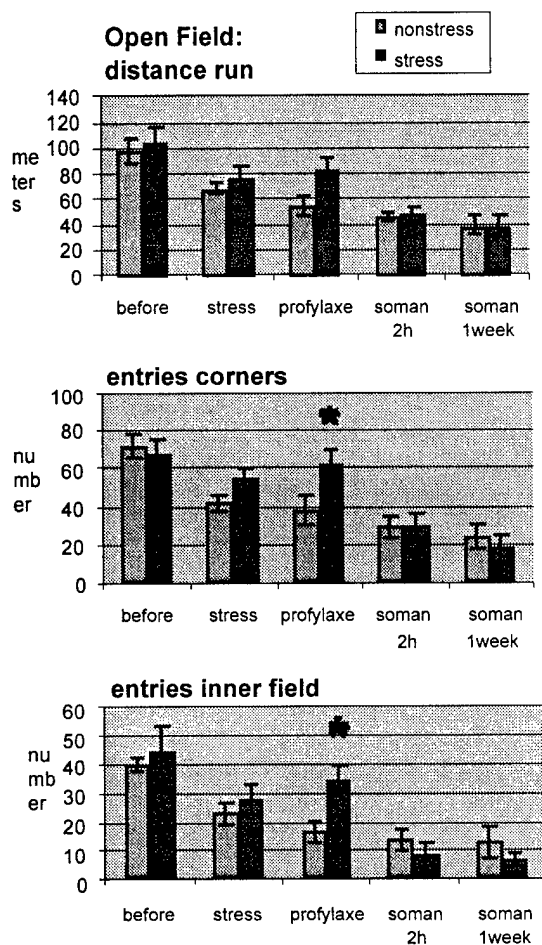 Open Field:
distance run
nonstress
stress
140
120
100
80
60
40
20
0
me
ter
s
before stress profylaxe soman soman
2h 1week
entries corners
100
80
60
40
20
0
nu
mb
er
before stress profylaxe soman soman
2h 1week
entries inner field
60
50
40
30
20
10
0
nu
mb
er
before stress profylaxe soman soman
2h 1week